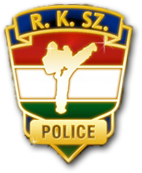 R. K. SZ.
POLICE